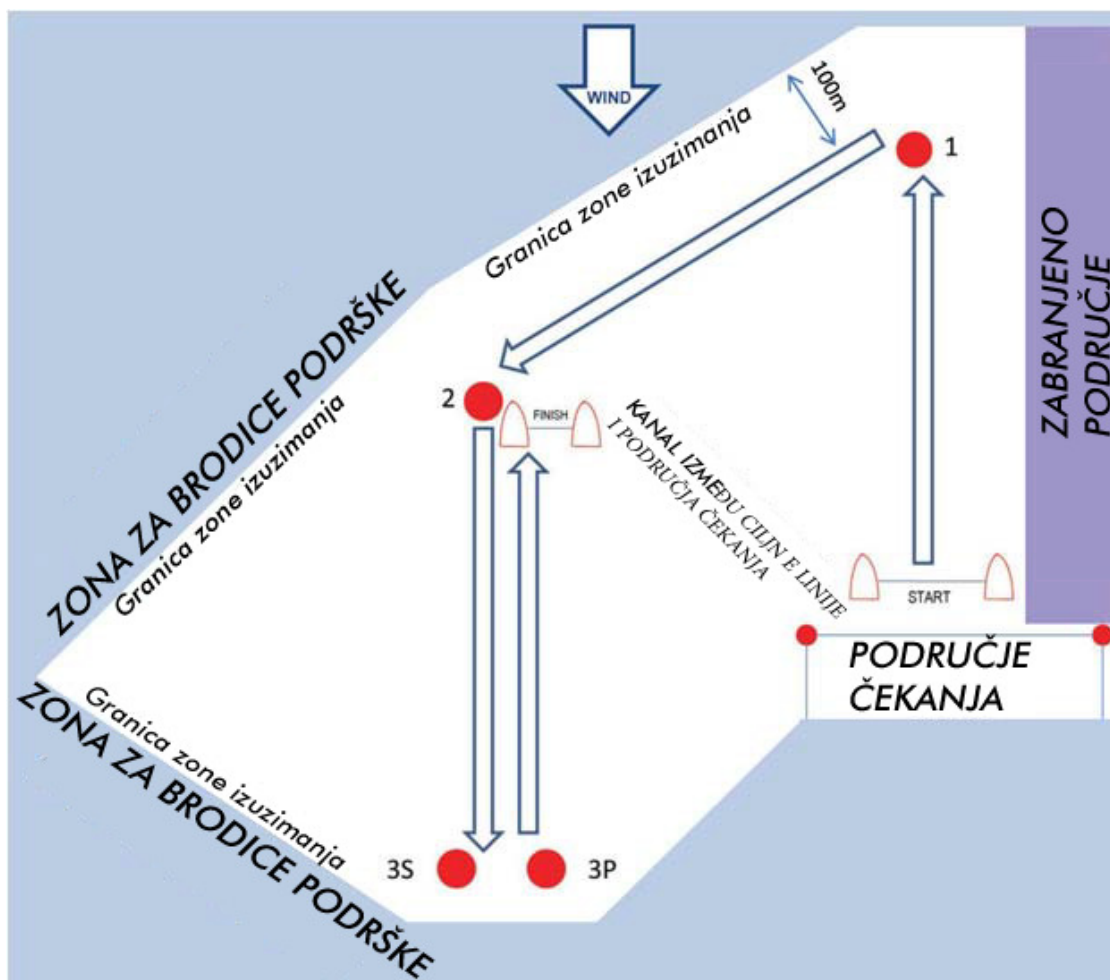 WIND
100m
1
Granica zone izuzimanja
ZABRANJENO
PODRUČJE
ZONA ZA BRODICE PODRŠKE
Granica zone izuzimanja
2
FINISH
KANAL IZMEĐU CILJN E LINIJE
I PODRUČJA ČEKANJA
START
PODRUČJE
ČEKANJA
Granica zone izuzimanja
ZONA ZA BRODICE PODRŠKE
3S
3P